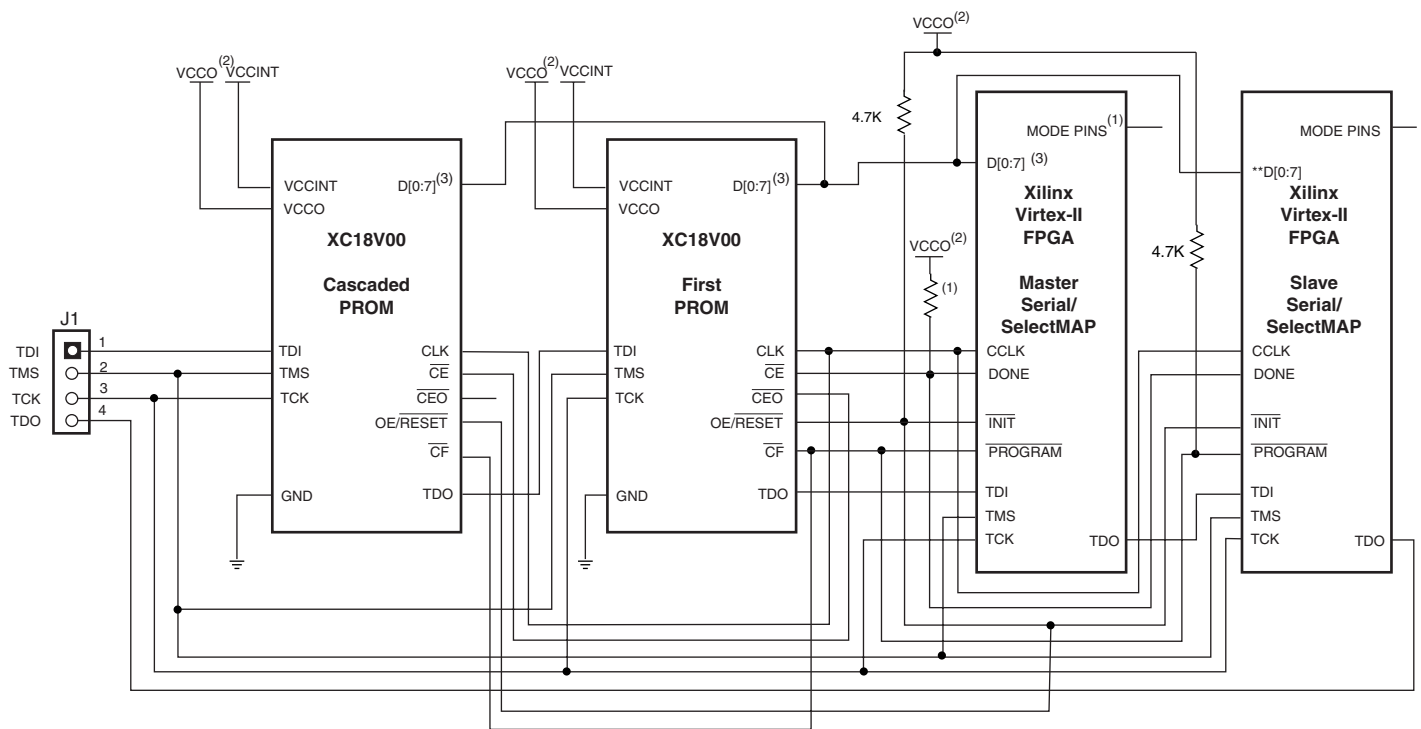 VCCO(2)
VCCO(2) VCCINT
VCCO(2) VCCINT
4.7K
MODE PINS(1)
MODE PINS
D[0:7](3)
**D[0:7]
VCCINT
D[0:7](3)
VCCO
VCCINT
D[0:7](3)
VCCO
XC18V00
Cascaded
PROM
XC18V00
First
PROM
Xilinx
Virtex-II
FPGA
Master
Serial/
SelectMAP
Xilinx
Virtex-II
FPGA
Slave
Serial/
SelectMAP
VCCO(2)
(1)
4.7K
J1
TDI
TMS
TCK
TDO
1
2
3
4
TDI
TMS
TCK
GND
CLK
CE
CEO
OE/RESET
CF
TDO
TDI
TMS
TCK
GND
CLK
CE
CEO
OE/RESET
CF
TDO
CCLK
DONE
INIT
PROGRAM
TDI
TMS
TCK
TDO
CCLK
DONE
INIT
PROGRAM
TDI
TMS
TCK
TDO